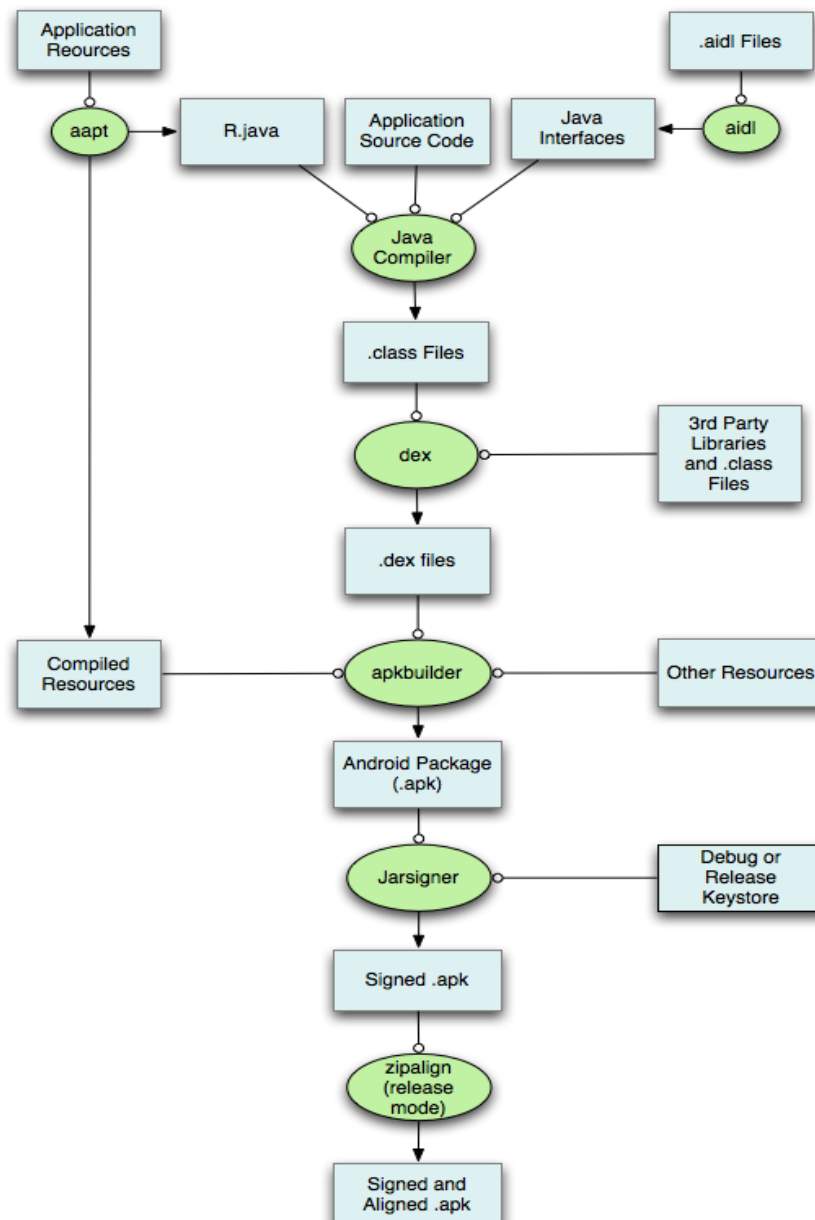 Application
Reources
.aidl Files
aapt
R.java
Application
Source Code
Java
Interfaces
aidl
Java
Compiler
.class Files
dex
3rd Party
Libraries
and .class
Files
.dex files
Compiled
Resources
apkbuilder
Other Resources
Android Package
(.apk)
Jarsigner
Debug or
Release
Keystore
Signed .apk
zipalign
(release
mode)
Signed and
Aligned .apk